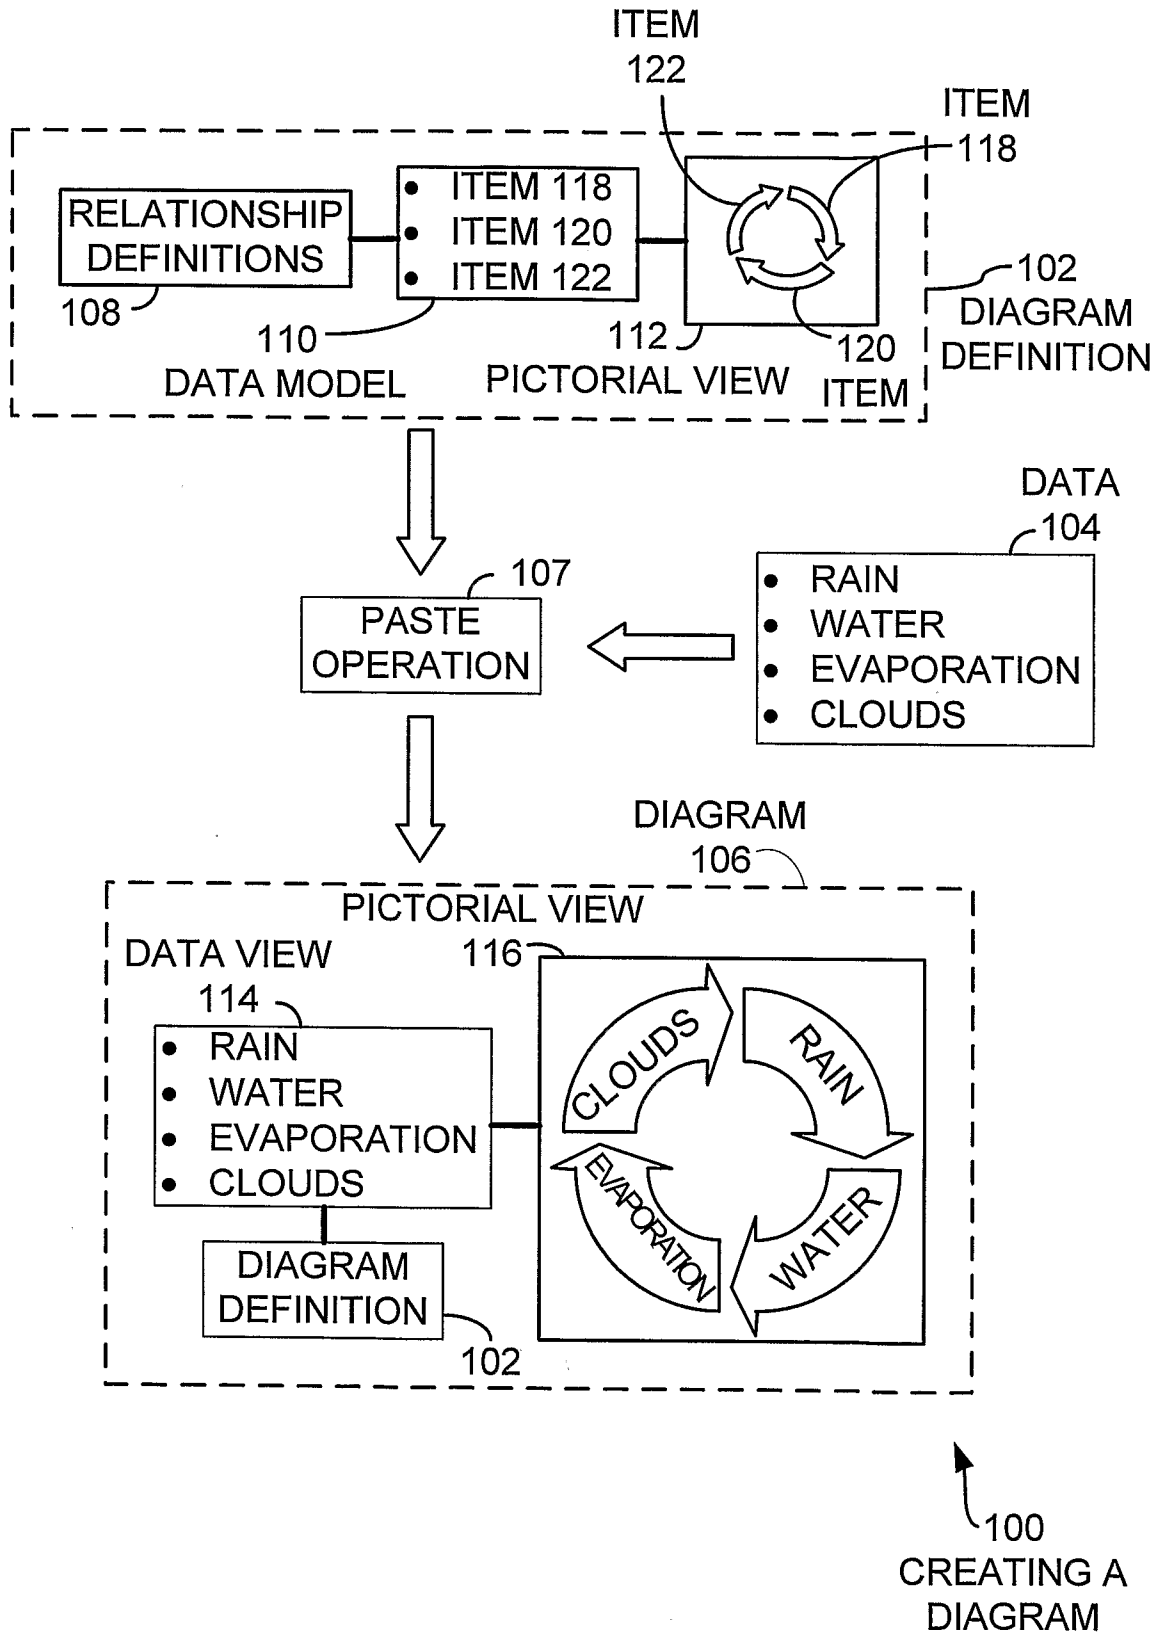 ITEM
122
ITEM
118
RELATIONSHIP
DEFINITIONS
108
• ITEM 118
• ITEM 120
• ITEM 122
110
DATA MODEL
112
PICTORIAL VIEW
120
ITEM
102
DIAGRAM
DEFINITION
DATA
104
• RAIN
• WATER
• EVAPORATION
• CLOUDS
107
PASTE
OPERATION
DIAGRAM
106
PICTORIAL VIEW
116
DATA VIEW
114
• RAIN
• WATER
• EVAPORATION
• CLOUDS
DIAGRAM
DEFINITION
102
CLOUDS
RAIN
EVAPORATION
WATER
100
CREATING A
DIAGRAM